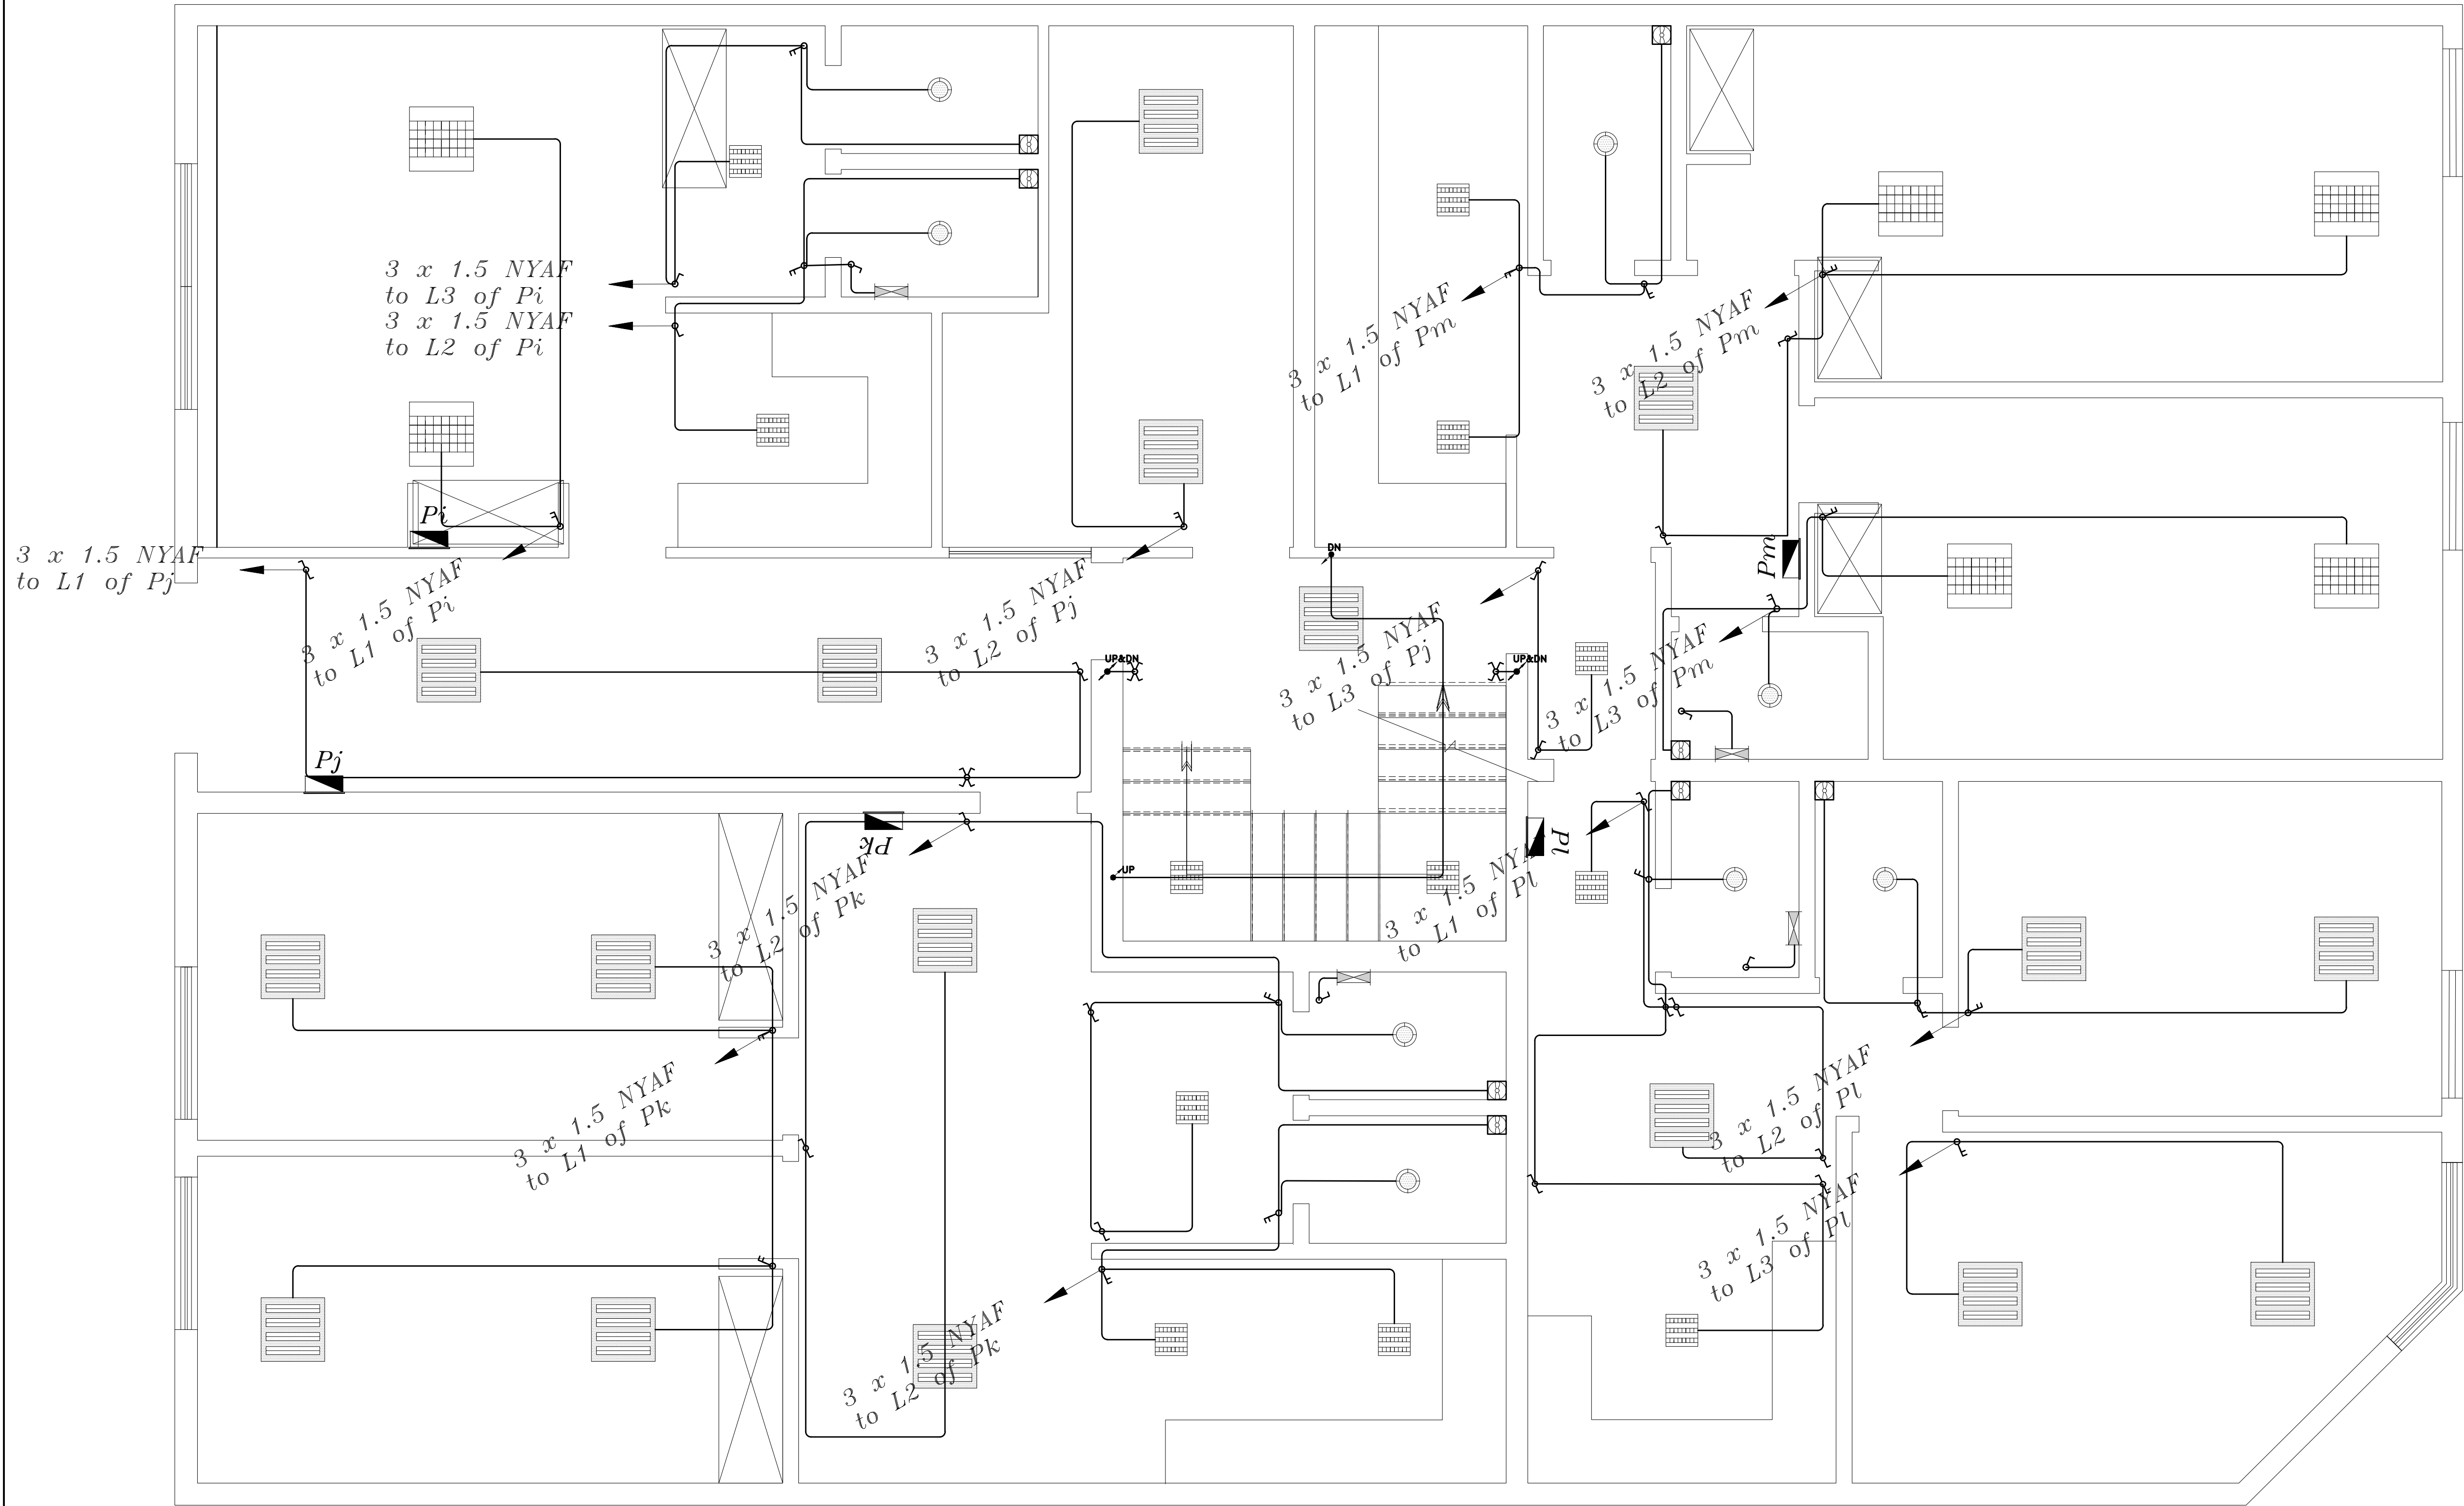 3 x 1.5 NYAF
to L3 of Pi
3 x 1.5 NYAF
to L2 of Pi
3 x 1.5 NYAF
to L1 of Pm
3 x 1.5 NYAF
to L2 of Pm
Pi
3 x 1.5 NYAF
to L1 of Pj
3 x 1.5 NYAF
to L1 of Pi
3 x 1.5 NYAF
to L2 of Pj
DN
Pm
3 x 1.5 NYAF
to L3 of Pj
3 x 1.5 NYAF
to L3 of Pm
UP&DN
UP&DN
Pj
Pk
Pl
UP
3 x 1.5 NYAF
to L2 of Pk
3 x 1.5 NYAF
to L1 of Pl
3 x 1.5 NYAF
to L1 of Pk
3 x 1.5 NYAF
to L2 of Pl
3 x 1.5 NYAF
to L3 of Pl
3 x 1.5 NYAF
to L2 of Pk